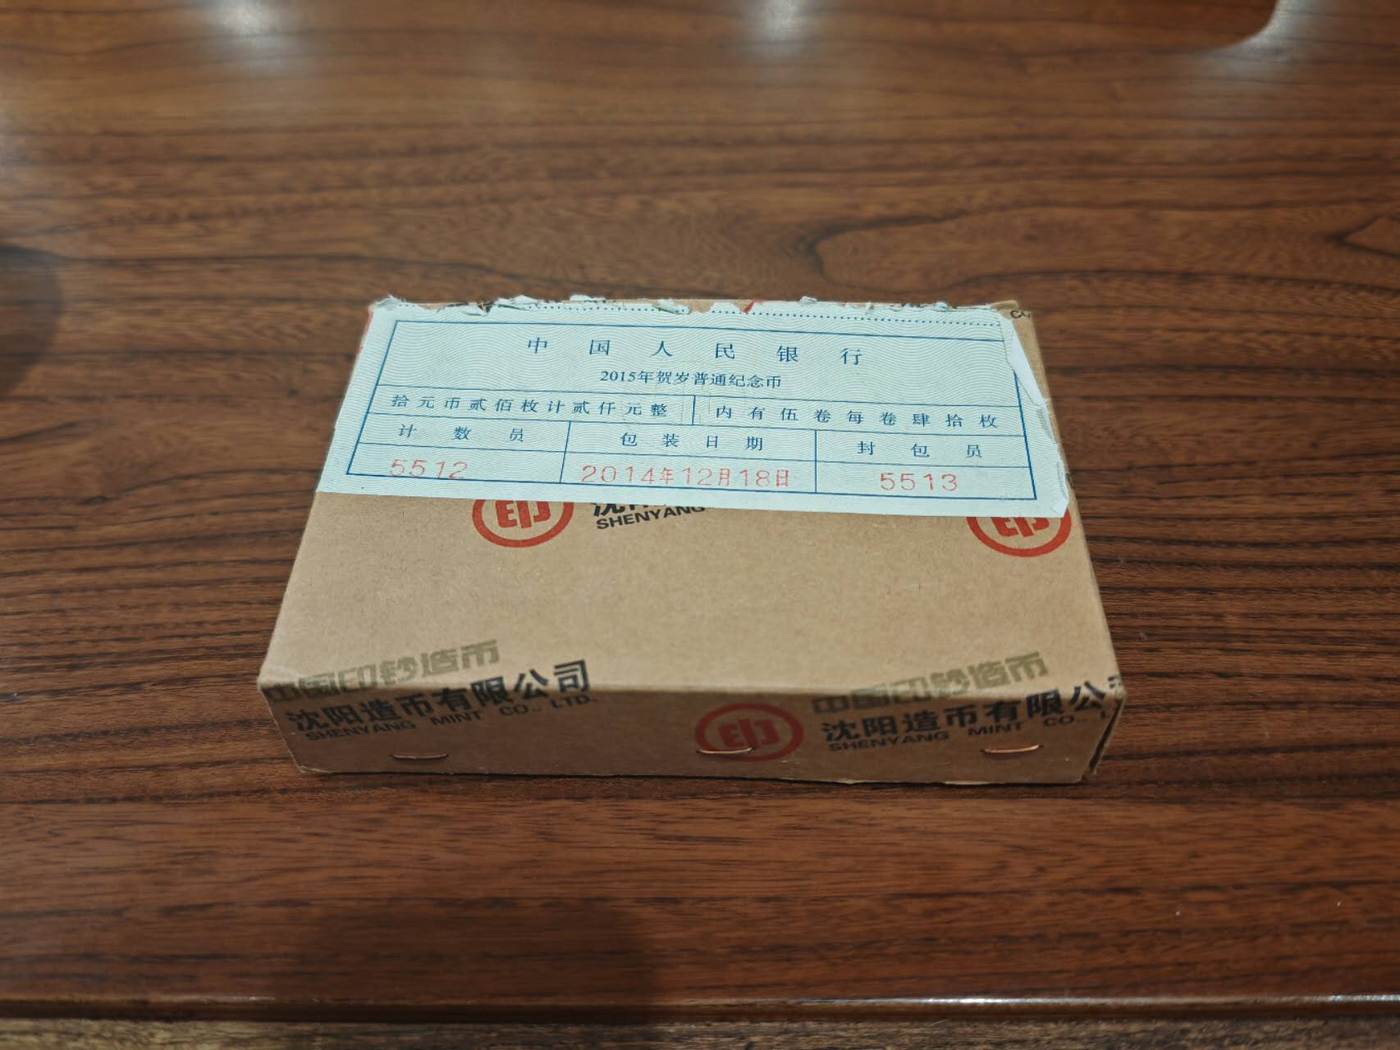 中国人民银行
2015年贺岁普通纪念币
拾元币贰佰枚计贰仟元整 内有伍卷每卷肆拾枚
计数员 包装日期 封包员
5512 2014年12月18日 5513
印 印
SHENYANG
中国印钞造币 中国印钞造币
沈阳造币有限公司 印 沈阳造币有限公
SHENYANG MINT CO., LTD. SHENYANG MINT CO., L